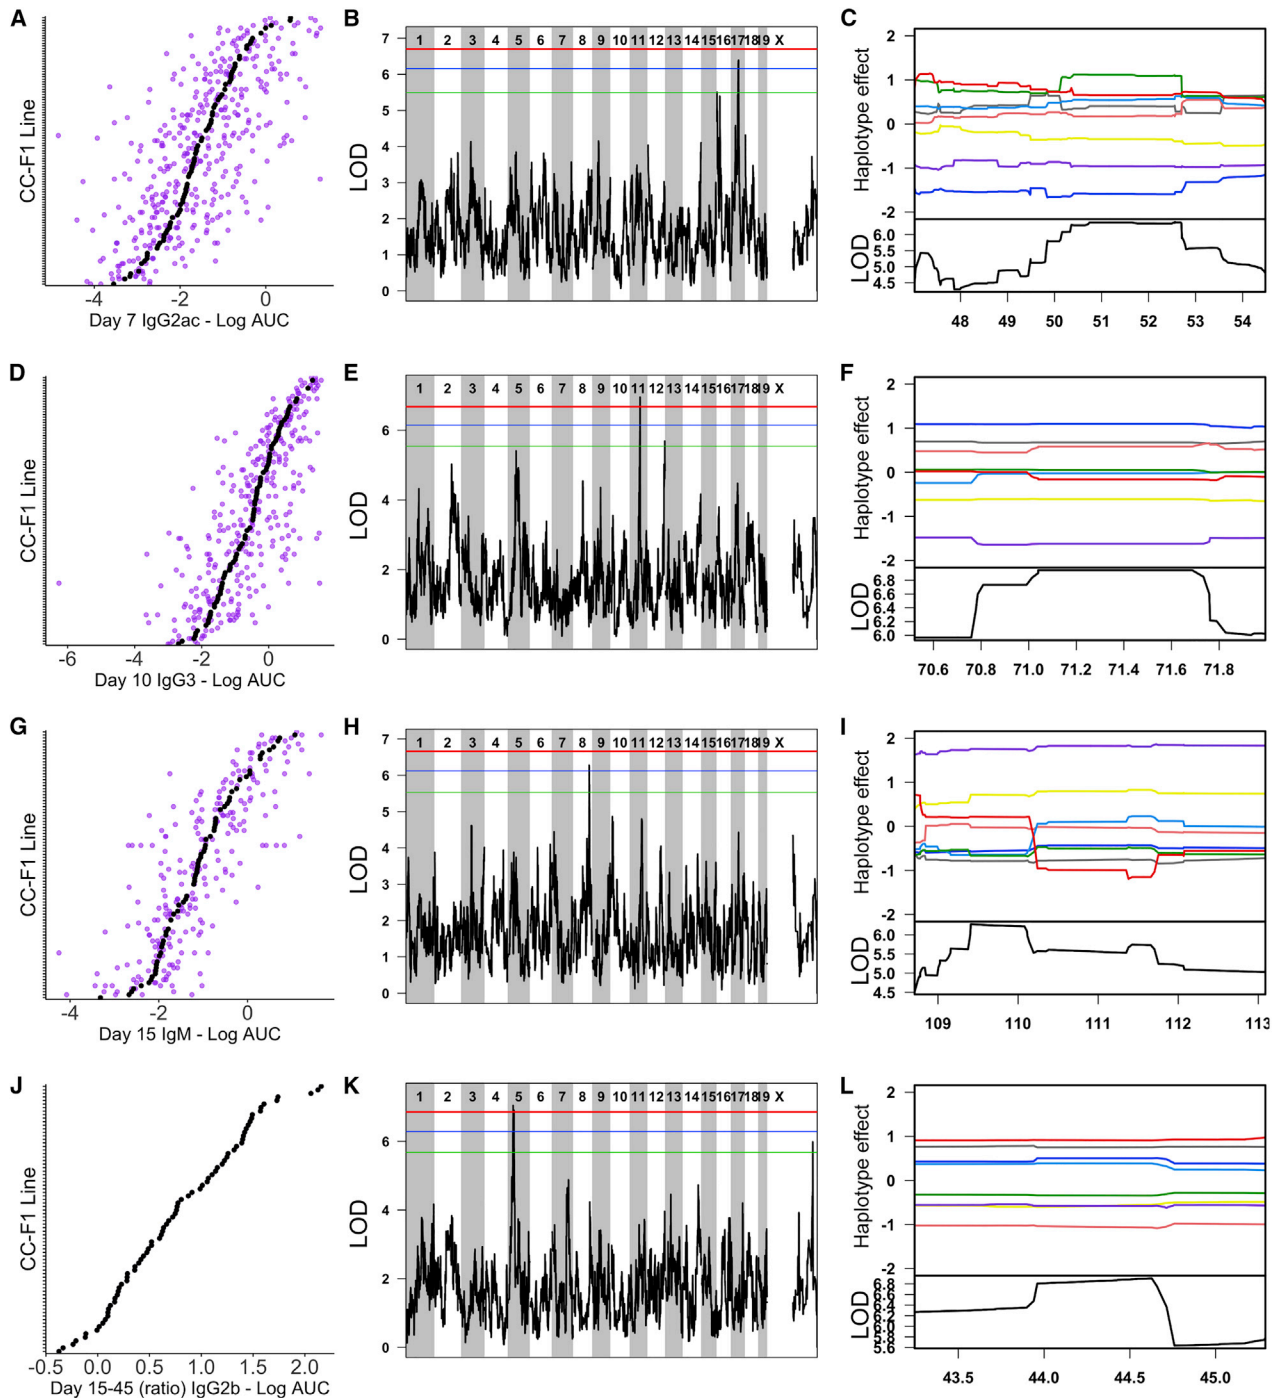 A
CC-F1 Line
-4 -2 0
Day 7 IgG2ac - Log AUC
B
LOD
7
6
5
4
3
2
1
0
1 2 3 4 5 6 7 8 9 10 11 12 13 14 15 16 17 18 19 X
C
Haplotype effect
2
1
0
-1
-2
LOD
6.0
5.5
5.0
4.5
48 49 50 51 52 53 54
D
CC-F1 Line
-6 -4 -2 0
Day 10 IgG3 - Log AUC
E
LOD
6
4
2
0
1 2 3 4 5 6 7 8 9 10 11 12 13 14 15 16 17 18 19 X
F
Haplotype effect
2
1
0
-1
-2
LOD
6.8
6.6
6.4
6.2
6.0
70.6 70.8 71.0 71.2 71.4 71.6 71.8
G
CC-F1 Line
-4 -2 0
Day 15 IgM - Log AUC
H
LOD
7
6
5
4
3
2
1
0
1 2 3 4 5 6 7 8 9 10 11 12 13 14 15 16 17 18 19 X
I
Haplotype effect
2
1
0
-1
-2
LOD
6.0
5.5
5.0
4.5
109 110 111 112 113
J
CC-F1 Line
-0.5 0.0 0.5 1.0 1.5 2.0
Day 15-45 (ratio) IgG2b - Log AUC
K
LOD
6
4
2
0
1 2 3 4 5 6 7 8 9 10 11 12 13 14 15 16 17 18 19 X
L
Haplotype effect
2
1
0
-1
-2
LOD
6.8
6.6
6.4
6.2
6.0
5.8
5.6
43.5 44.0 44.5 45.0